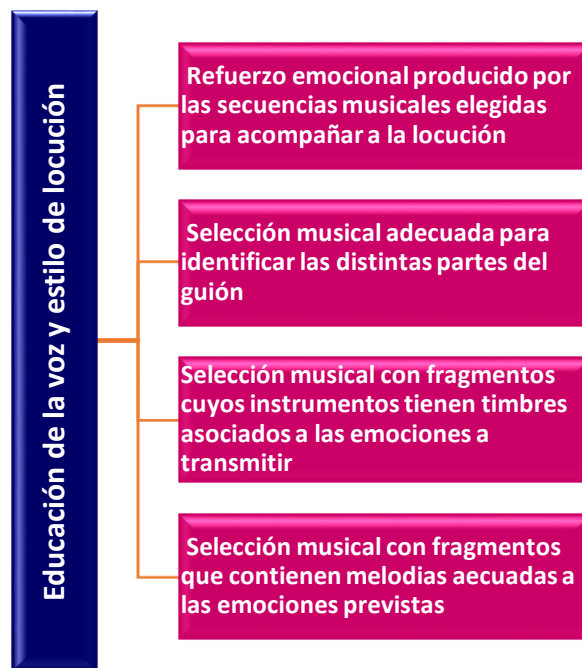 Educación de la voz y estilo de locución
Refuerzo emocional producido por
las secuencias musicales elegidas
para acompañar a la locución
Selección musical adecuada para
identificar las distintas partes del
guión
Selección musical con fragmentos
cuyos instrumentos tienen timbres
asociados a las emociones a
transmitir
Selección musical con fragmentos
que contienen melodias aecuadas a
las emociones previstas